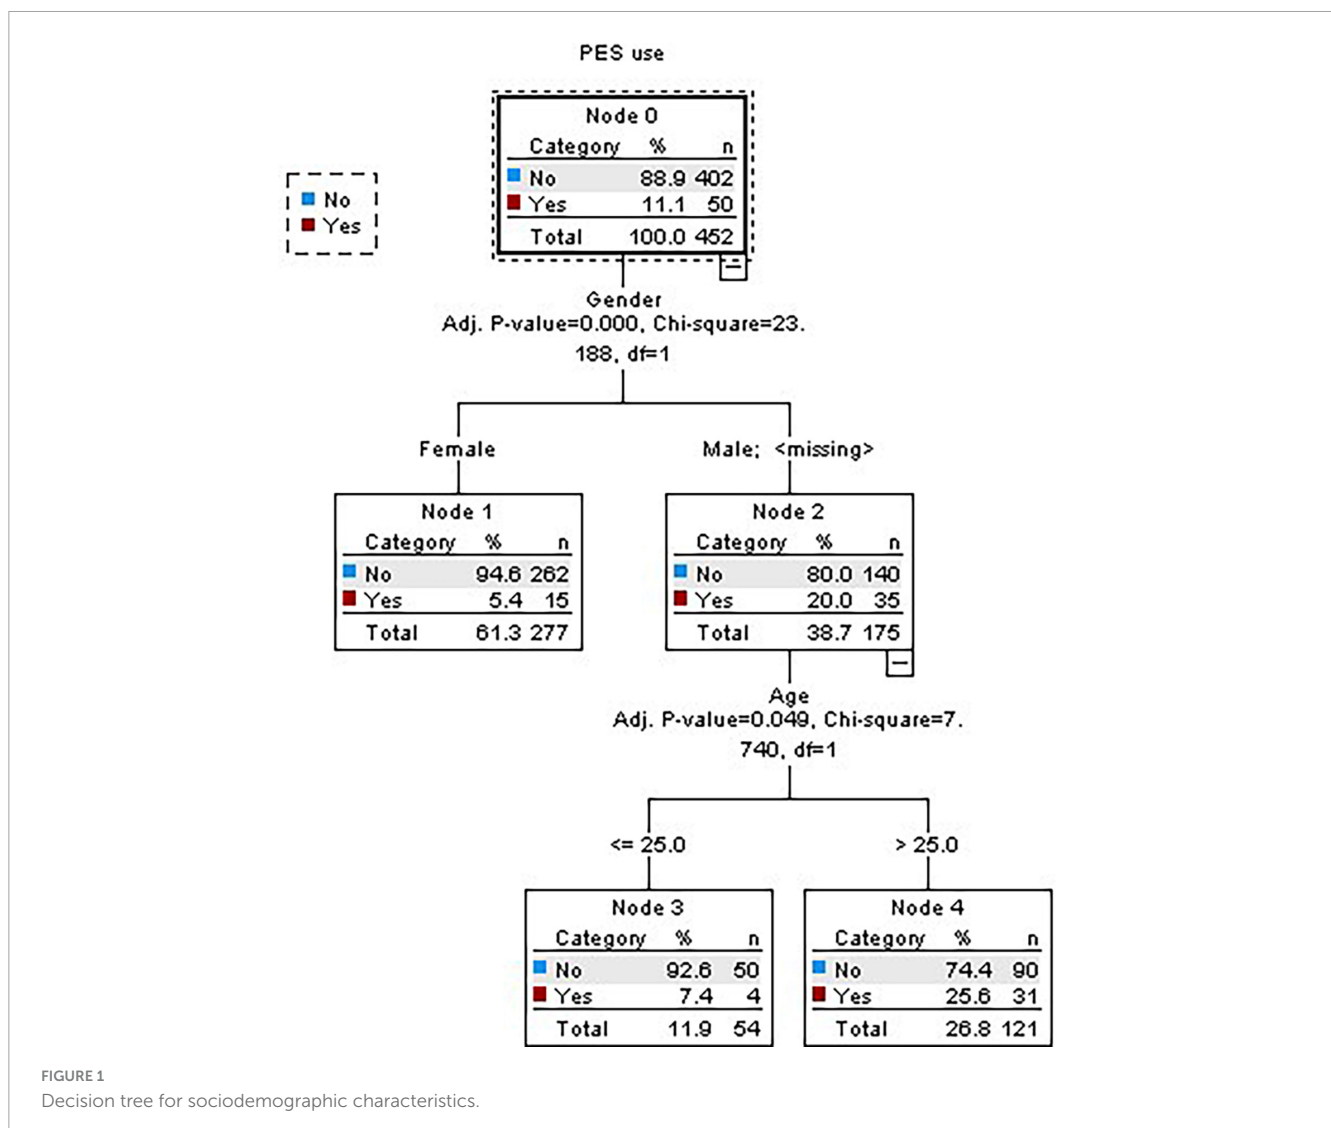 PES use
Node 0
Category % n
No 88.9 402
Yes 11.1 50
Total 100.0 452
No
Yes
Gender
Adj. P-value=0.000, Chi-square=23.
188, df=1
Female
Male; <missing>
Node 1
Category % n
No 94.6 262
Yes 5.4 15
Total 61.3 277
Node 2
Category % n
No 80.0 140
Yes 20.0 35
Total 38.7 175
Age
Adj. P-value=0.049, Chi-square=7.
740, df=1
<= 25.0
> 25.0
Node 3
Category % n
No 92.6 50
Yes 7.4 4
Total 11.9 54
Node 4
Category % n
No 74.4 90
Yes 25.6 31
Total 26.8 121
FIGURE 1
Decision tree for sociodemographic characteristics.